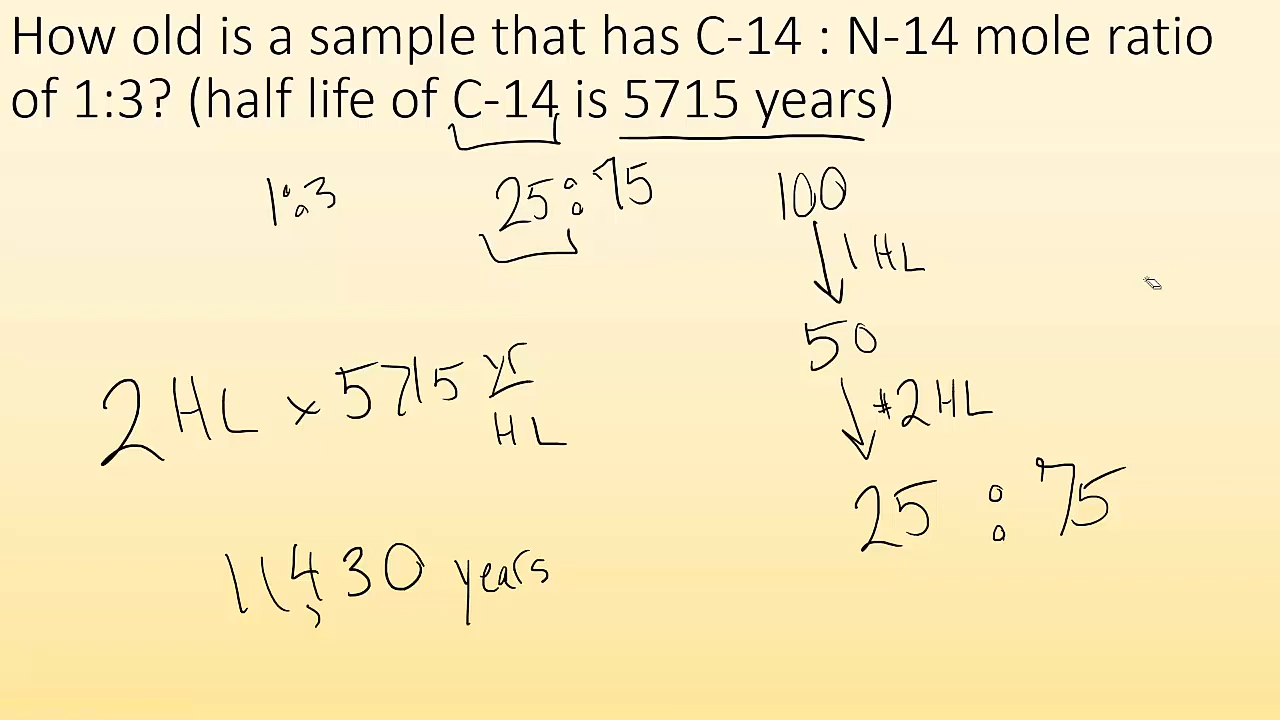 How old is a sample that has C-14 : N-14 mole ratio
of 1:3? (half life of C-14 is 5715 years)
1:3
25:75
100
1 HL
50
#2HL
25 : 75
2 HL × 5715 yr
HL
11,430 years